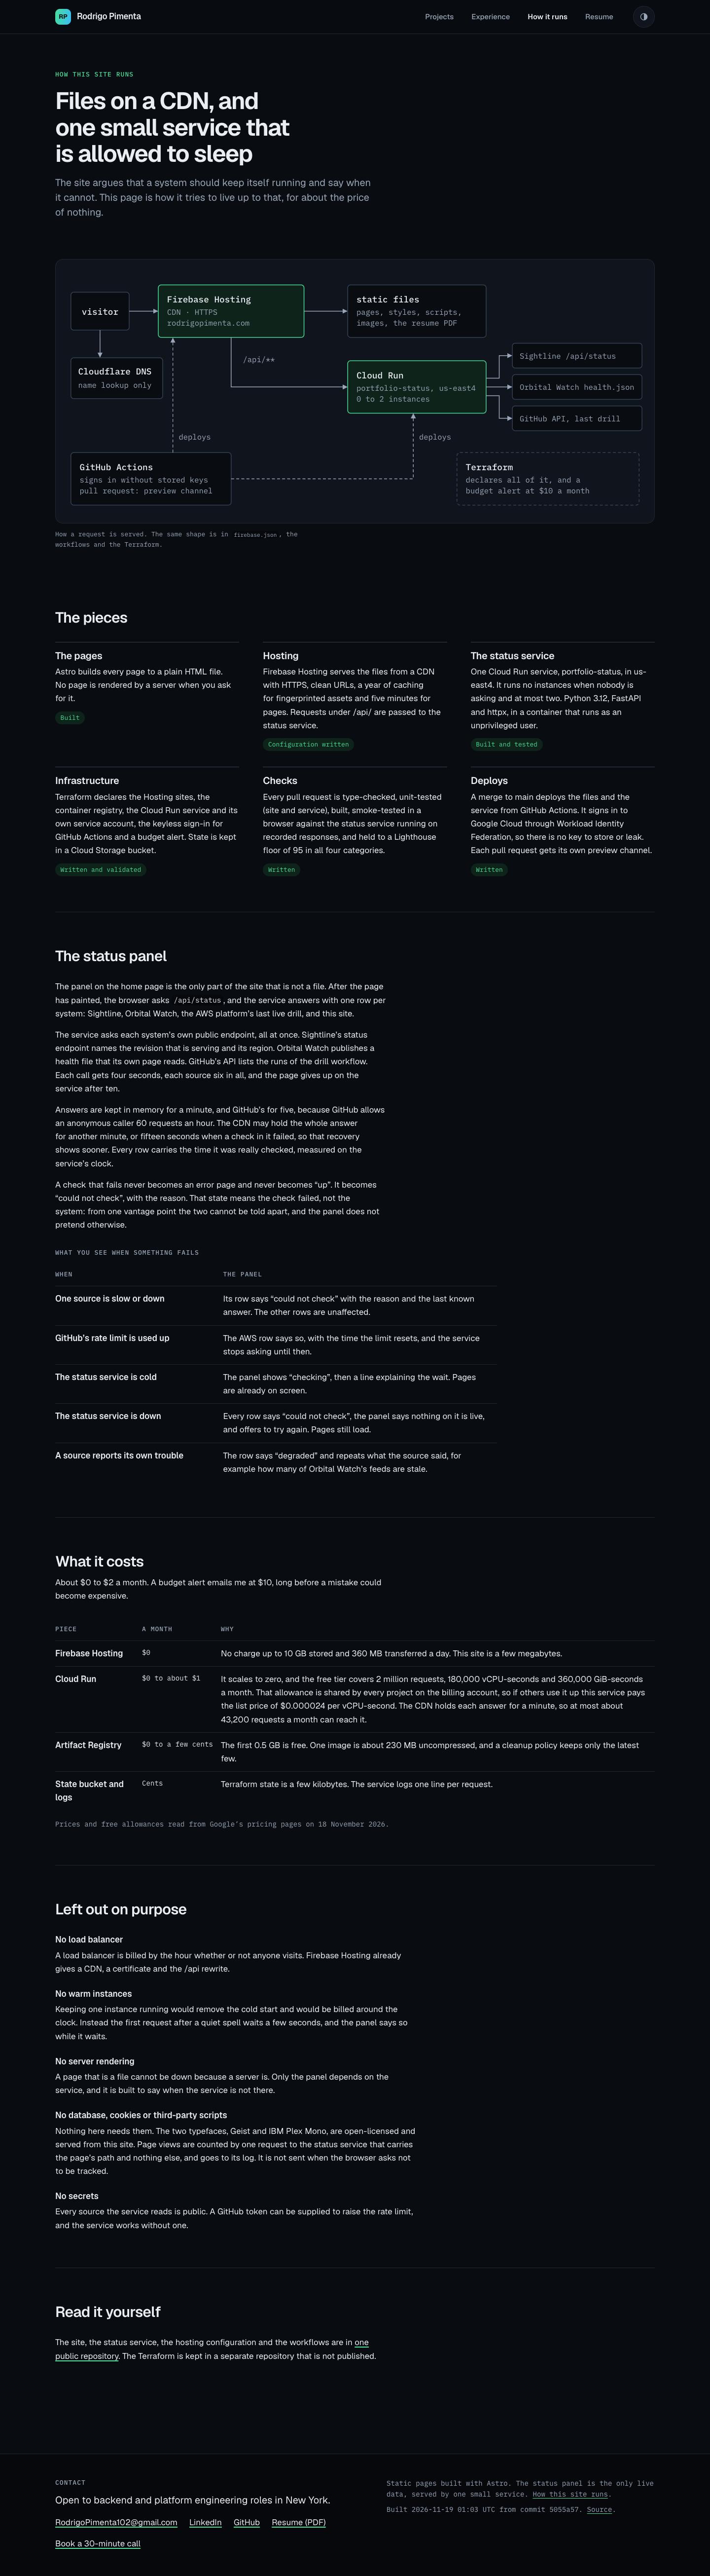 RP Rodrigo Pimenta
Projects Experience How it runs Resume
HOW THIS SITE RUNS
Files on a CDN, and
one small service that
is allowed to sleep
The site argues that a system should keep itself running and say when
it cannot. This page is how it tries to live up to that, for about the price
of nothing.
visitor
Firebase Hosting
CDN · HTTPS
rodrigopimenta.com
static files
pages, styles, scripts,
images, the resume PDF
Cloudflare DNS
name lookup only
/api/**
Cloud Run
portfolio-status, us-east4
0 to 2 instances
Sightline /api/status
Orbital Watch health.json
GitHub API, last drill
deploys
deploys
GitHub Actions
signs in without stored keys
pull request: preview channel
Terraform
declares all of it, and a
budget alert at $10 a month
How a request is served. The same shape is in firebase.json, the
workflows and the Terraform.
The pieces
The pages
Astro builds every page to a plain HTML file.
No page is rendered by a server when you ask
for it.
Built
Hosting
Firebase Hosting serves the files from a CDN
with HTTPS, clean URLs, a year of caching
for fingerprinted assets and five minutes for
pages. Requests under /api/ are passed to the
status service.
Configuration written
The status service
One Cloud Run service, portfolio-status, in us-
east4. It runs no instances when nobody is
asking and at most two. Python 3.12, FastAPI
and httpx, in a container that runs as an
unprivileged user.
Built and tested
Infrastructure
Terraform declares the Hosting sites, the
container registry, the Cloud Run service and its
own service account, the keyless sign-in for
GitHub Actions and a budget alert. State is kept
in a Cloud Storage bucket.
Written and validated
Checks
Every pull request is type-checked, unit-tested
(site and service), built, smoke-tested in a
browser against the status service running on
recorded responses, and held to a Lighthouse
floor of 95 in all four categories.
Written
Deploys
A merge to main deploys the files and the
service from GitHub Actions. It signs in to
Google Cloud through Workload Identity
Federation, so there is no key to store or leak.
Each pull request gets its own preview channel.
Written
The status panel
The panel on the home page is the only part of the site that is not a file. After the page
has painted, the browser asks /api/status, and the service answers with one row per
system: Sightline, Orbital Watch, the AWS platform's last live drill, and this site.
The service asks each system's own public endpoint, all at once. Sightline's status
endpoint names the revision that is serving and its region. Orbital Watch publishes a
health file that its own page reads. GitHub's API lists the runs of the drill workflow.
Each call gets four seconds, each source six in all, and the page gives up on the
service after ten.
Answers are kept in memory for a minute, and GitHub's for five, because GitHub allows
an anonymous caller 60 requests an hour. The CDN may hold the whole answer
for another minute, or fifteen seconds when a check in it failed, so that recovery
shows sooner. Every row carries the time it was really checked, measured on the
service's clock.
A check that fails never becomes an error page and never becomes “up”. It becomes
“could not check”, with the reason. That state means the check failed, not the
system: from one vantage point the two cannot be told apart, and the panel does not
pretend otherwise.
WHAT YOU SEE WHEN SOMETHING FAILS
WHEN THE PANEL
One source is slow or down Its row says “could not check” with the reason and the last known
answer. The other rows are unaffected.
GitHub's rate limit is used up The AWS row says so, with the time the limit resets, and the service
stops asking until then.
The status service is cold The panel shows “checking”, then a line explaining the wait. Pages
are already on screen.
The status service is down Every row says “could not check”, the panel says nothing on it is live,
and offers to try again. Pages still load.
A source reports its own trouble The row says “degraded” and repeats what the source said, for
example how many of Orbital Watch's feeds are stale.
What it costs
About $0 to $2 a month. A budget alert emails me at $10, long before a mistake could
become expensive.
PIECE A MONTH WHY
Firebase Hosting $0 No charge up to 10 GB stored and 360 MB transferred a day. This site is a few megabytes.
Cloud Run $0 to about $1 It scales to zero, and the free tier covers 2 million requests, 180,000 vCPU-seconds and 360,000 GiB-seconds
a month. That allowance is shared by every project on the billing account, so if others use it up this service pays
the list price of $0.000024 per vCPU-second. The CDN holds each answer for a minute, so at most about
43,200 requests a month can reach it.
Artifact Registry $0 to a few cents The first 0.5 GB is free. One image is about 230 MB uncompressed, and a cleanup policy keeps only the latest
few.
State bucket and
logs Cents Terraform state is a few kilobytes. The service logs one line per request.
Prices and free allowances read from Google's pricing pages on 18 November 2026.
Left out on purpose
No load balancer
A load balancer is billed by the hour whether or not anyone visits. Firebase Hosting already
gives a CDN, a certificate and the /api rewrite.
No warm instances
Keeping one instance running would remove the cold start and would be billed around the
clock. Instead the first request after a quiet spell waits a few seconds, and the panel says so
while it waits.
No server rendering
A page that is a file cannot be down because a server is. Only the panel depends on the
service, and it is built to say when the service is not there.
No database, cookies or third-party scripts
Nothing here needs them. The two typefaces, Geist and IBM Plex Mono, are open-licensed and
served from this site. Page views are counted by one request to the status service that carries
the page's path and nothing else, and goes to its log. It is not sent when the browser asks not
to be tracked.
No secrets
Every source the service reads is public. A GitHub token can be supplied to raise the rate limit,
and the service works without one.
Read it yourself
The site, the status service, the hosting configuration and the workflows are in one
public repository. The Terraform is kept in a separate repository that is not published.
CONTACT
Open to backend and platform engineering roles in New York.
RodrigoPimenta102@gmail.com LinkedIn GitHub Resume (PDF)
Book a 30-minute call
Static pages built with Astro. The status panel is the only live
data, served by one small service. How this site runs.
Built 2026-11-19 01:03 UTC from commit 5055a57. Source.